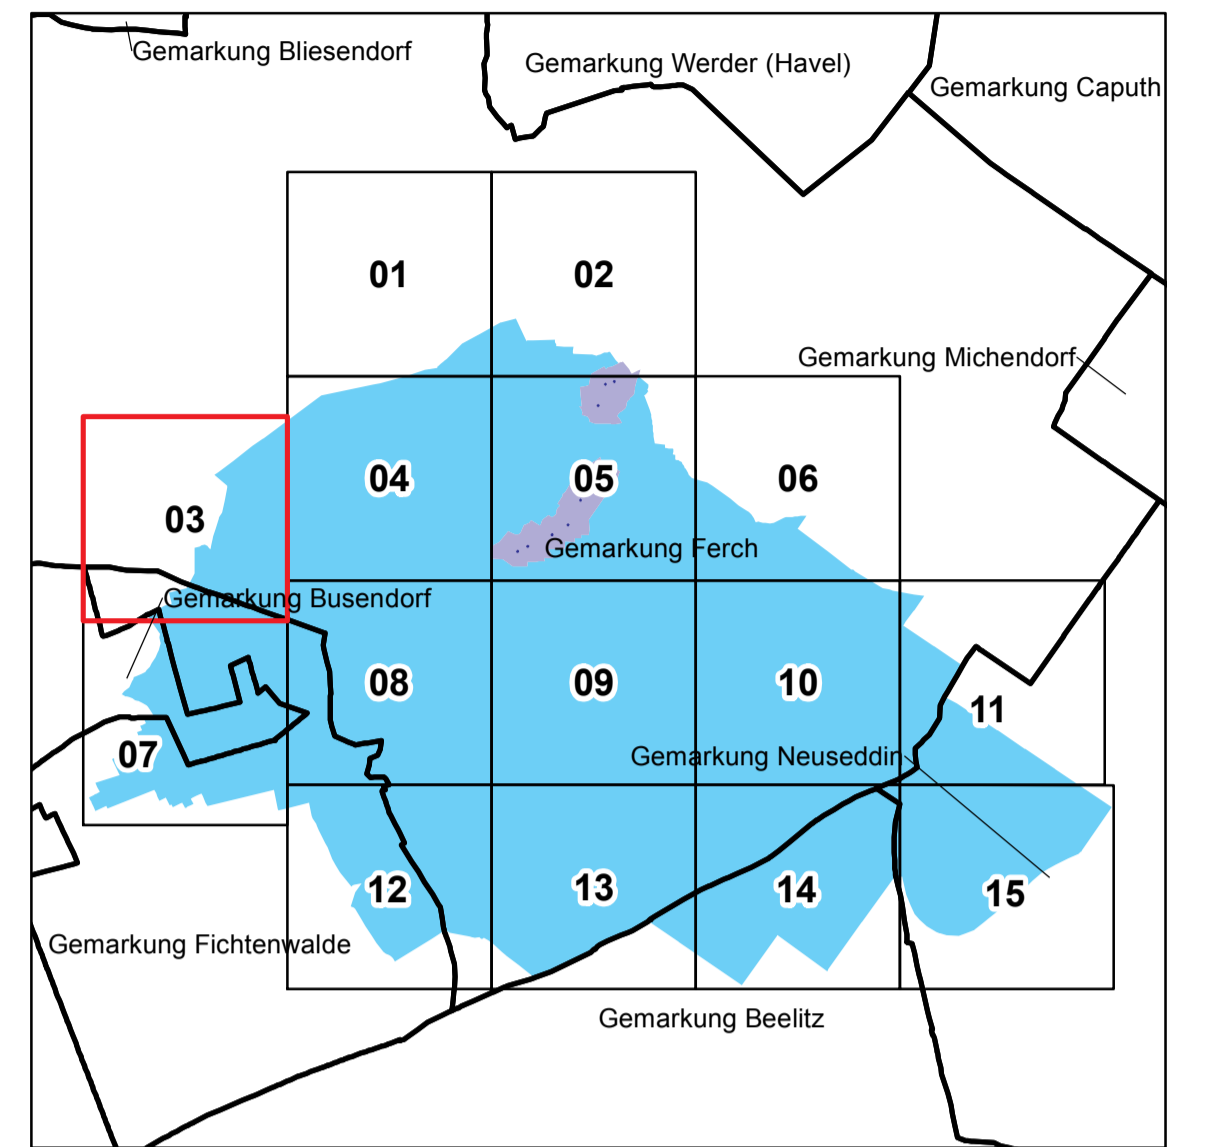 Gemarkung Bliesendorf
Gemarkung Werder (Havel)
Gemarkung Caputh
01
02
Gemarkung Michendorf
03
04
05
06
Gemarkung Ferch
Gemarkung Busendorf
07
08
09
10
11
Gemarkung Neuseddin
12
13
14
15
Gemarkung Fichtenwalde
Gemarkung Beelitz